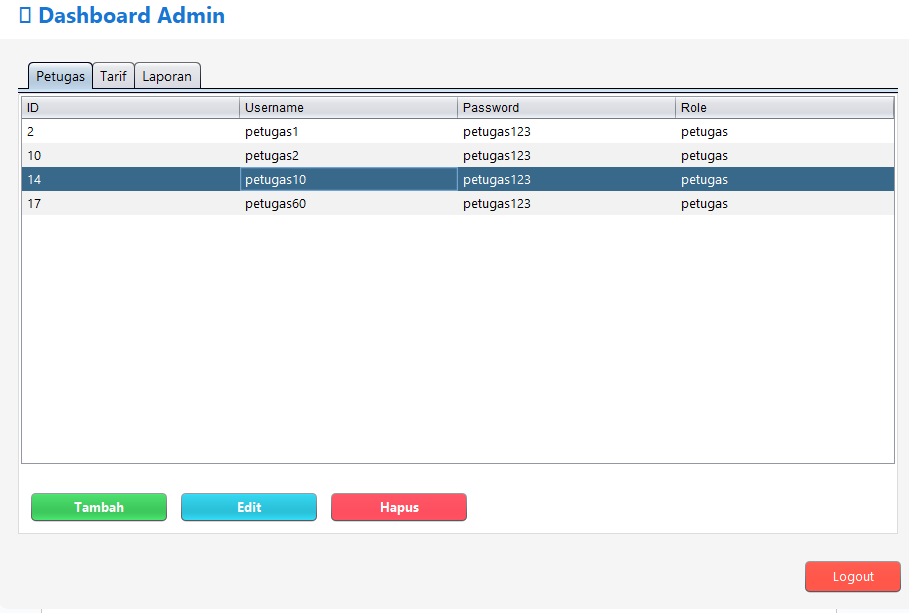 Dashboard Admin
Petugas Tarif Laporan
ID Username Password Role
2 petugas1 petugas123 petugas
10 petugas2 petugas123 petugas
14 petugas10 petugas123 petugas
17 petugas60 petugas123 petugas
Tambah Edit Hapus
Logout